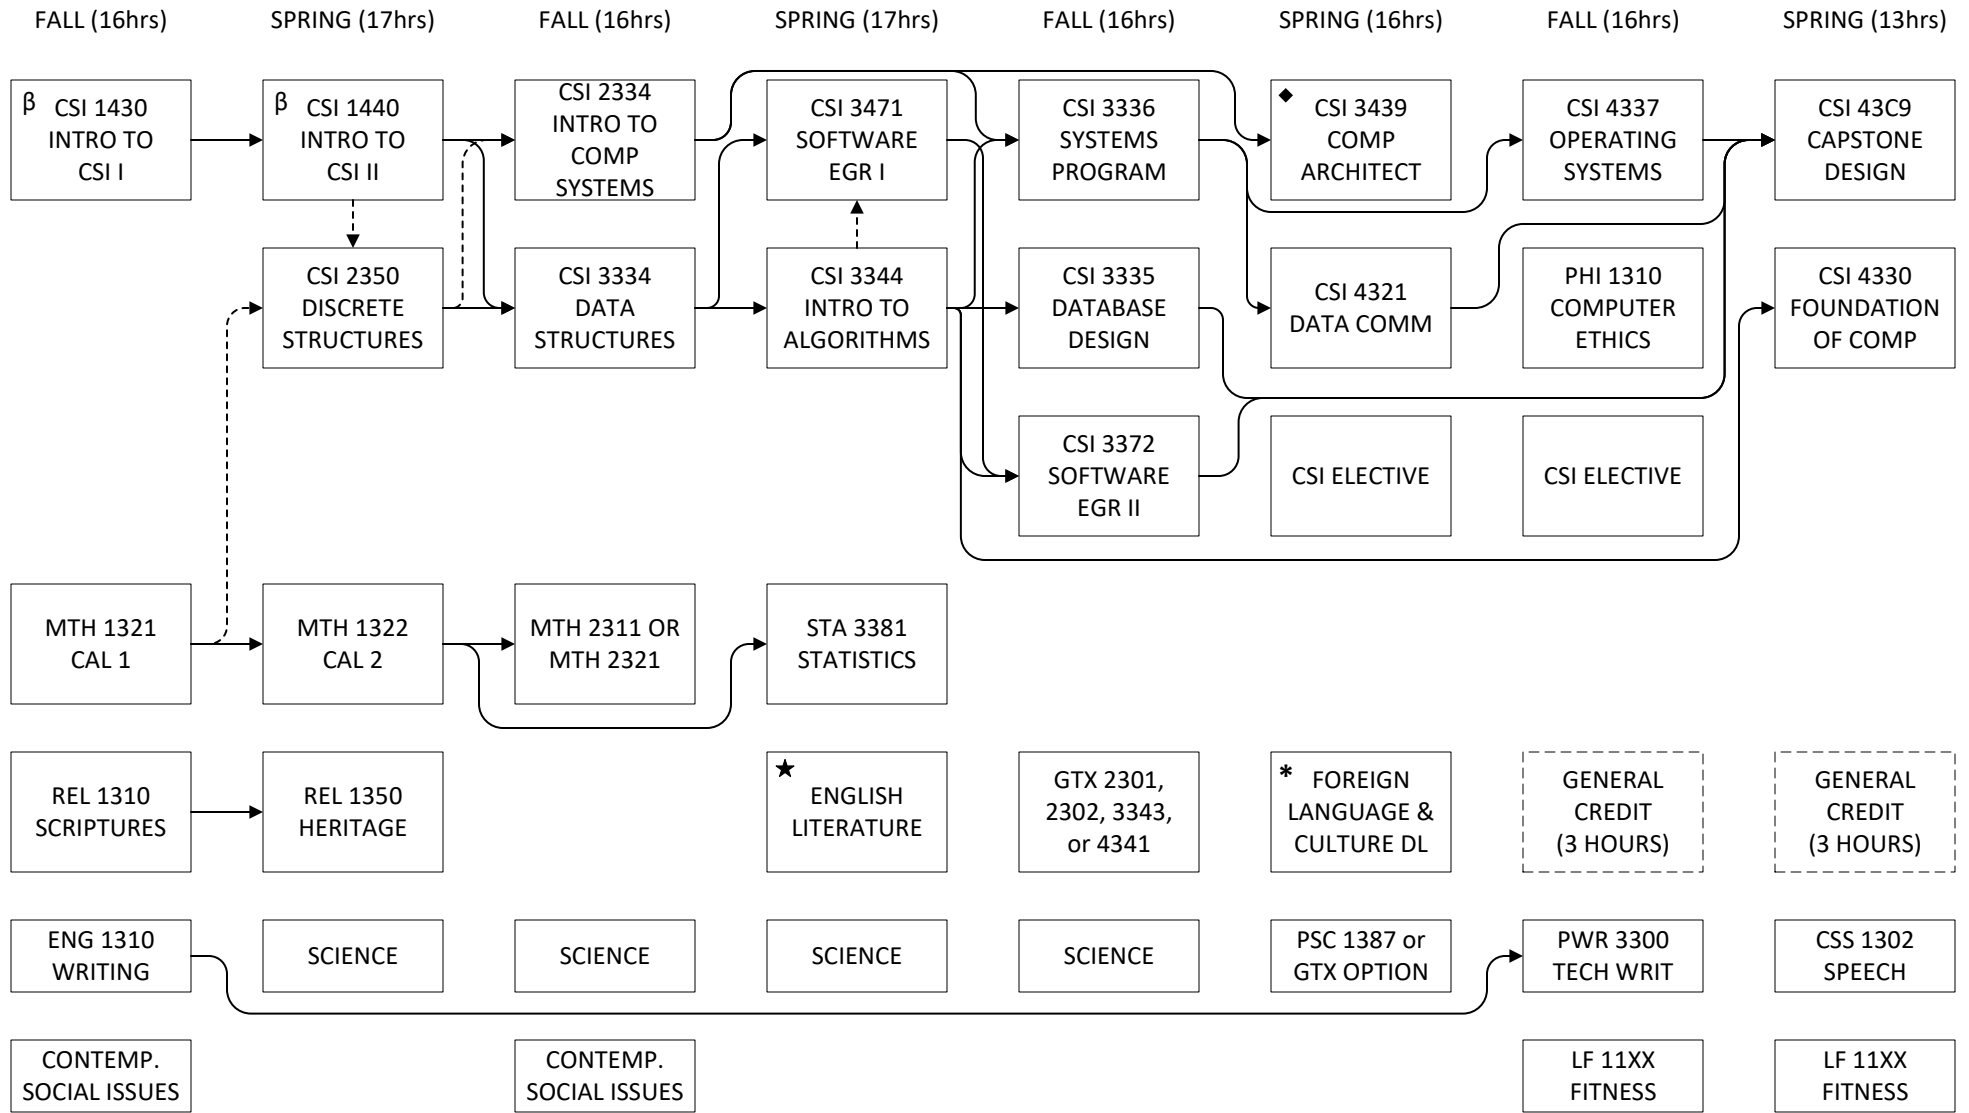 FALL (16hrs)
SPRING (17hrs)
FALL (16hrs)
SPRING (17hrs)
FALL (16hrs)
SPRING (16hrs)
FALL (16hrs)
SPRING (13hrs)
β CSI 1430
INTRO TO
CSI I
β CSI 1440
INTRO TO
CSI II
CSI 2334
INTRO TO
COMP
SYSTEMS
CSI 3471
SOFTWARE
EGR I
CSI 3336
SYSTEMS
PROGRAM
◆ CSI 3439
COMP
ARCHITECT
CSI 4337
OPERATING
SYSTEMS
CSI 43C9
CAPSTONE
DESIGN
CSI 2350
DISCRETE
STRUCTURES
CSI 3334
DATA
STRUCTURES
CSI 3344
INTRO TO
ALGORITHMS
CSI 3335
DATABASE
DESIGN
CSI 4321
DATA COMM
PHI 1310
COMPUTER
ETHICS
CSI 4330
FOUNDATION
OF COMP
CSI 3372
SOFTWARE
EGR II
CSI ELECTIVE
CSI ELECTIVE
MTH 1321
CAL 1
MTH 1322
CAL 2
MTH 2311 OR
MTH 2321
STA 3381
STATISTICS
REL 1310
SCRIPTURES
REL 1350
HERITAGE
★ ENGLISH
LITERATURE
GTX 2301,
2302, 3343,
or 4341
* FOREIGN
LANGUAGE &
CULTURE DL
GENERAL
CREDIT
(3 HOURS)
GENERAL
CREDIT
(3 HOURS)
ENG 1310
WRITING
SCIENCE
SCIENCE
SCIENCE
SCIENCE
PSC 1387 or
GTX OPTION
PWR 3300
TECH WRIT
CSS 1302
SPEECH
CONTEMP.
SOCIAL ISSUES
CONTEMP.
SOCIAL ISSUES
LF 11XX
FITNESS
LF 11XX
FITNESS